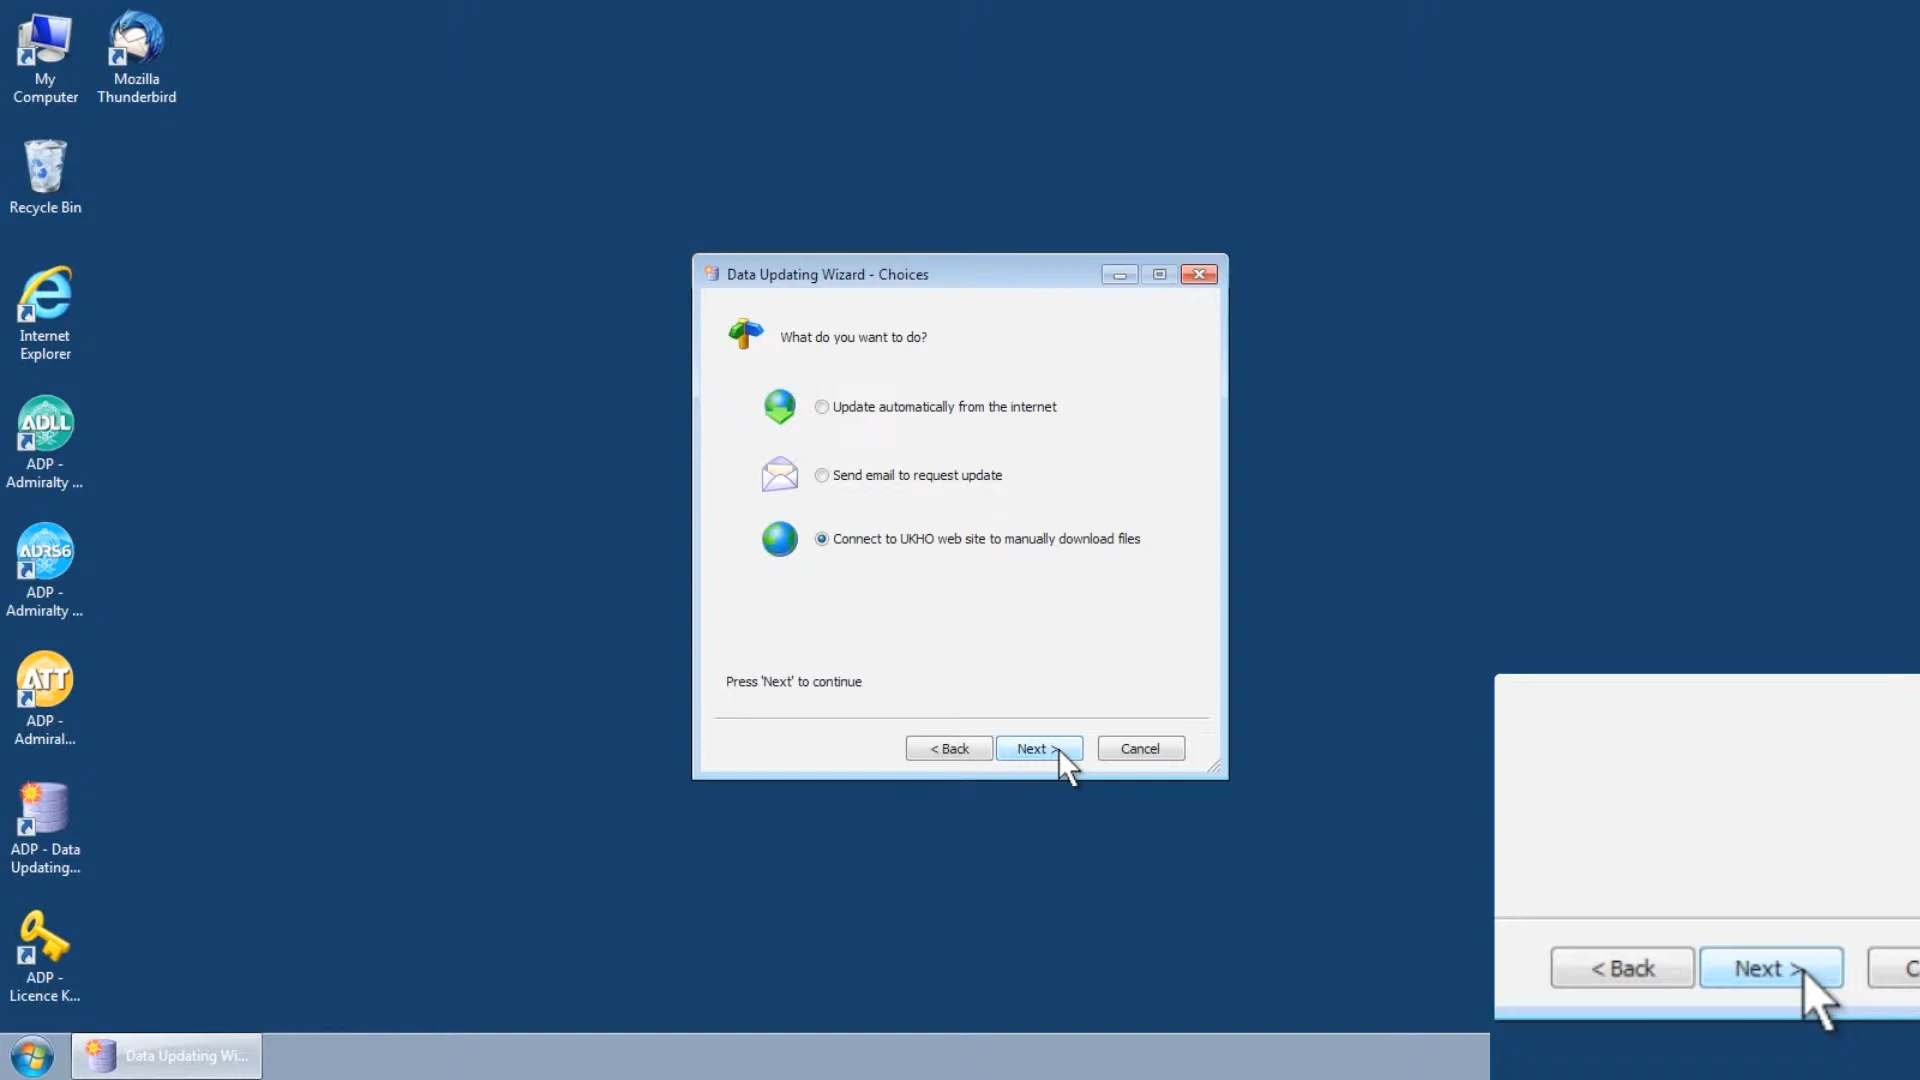 My
Computer
Mozilla
Thunderbird
Recycle Bin
Internet
Explorer
ADLL
ADP -
Admiralty ...
ADRS6
ADP -
Admiralty ...
ATT
ADP -
Admiral...
ADP - Data
Updating...
ADP -
Licence K...
Data Updating Wizard - Choices
What do you want to do?
Update automatically from the internet
Send email to request update
Connect to UKHO web site to manually download files
Press 'Next' to continue
< Back
Next >
Cancel
< Back
Next >
C
Data Updating Wi...